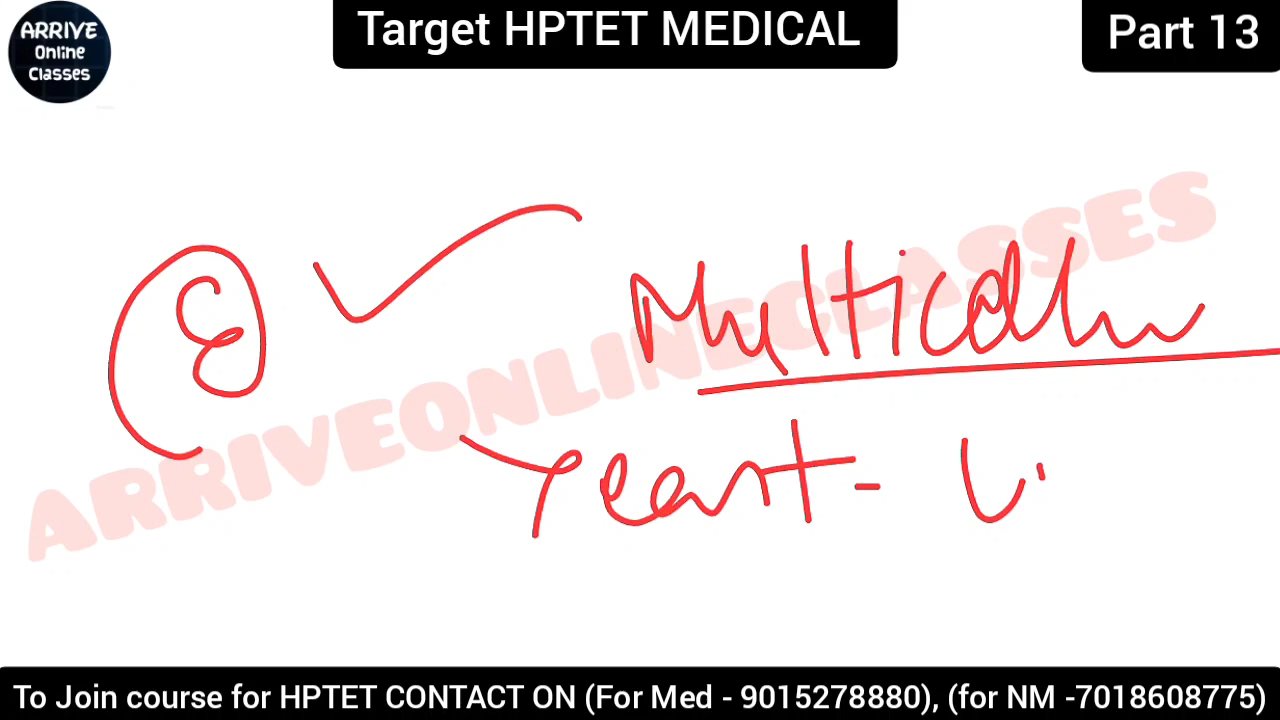 ARRIVE
Online
Classes
Target HPTET MEDICAL
Part 13
ARRIVEONLINECLASSES
Yeast -
To Join course for HPTET CONTACT ON (For Med - 9015278880), (for NM -7018608775)